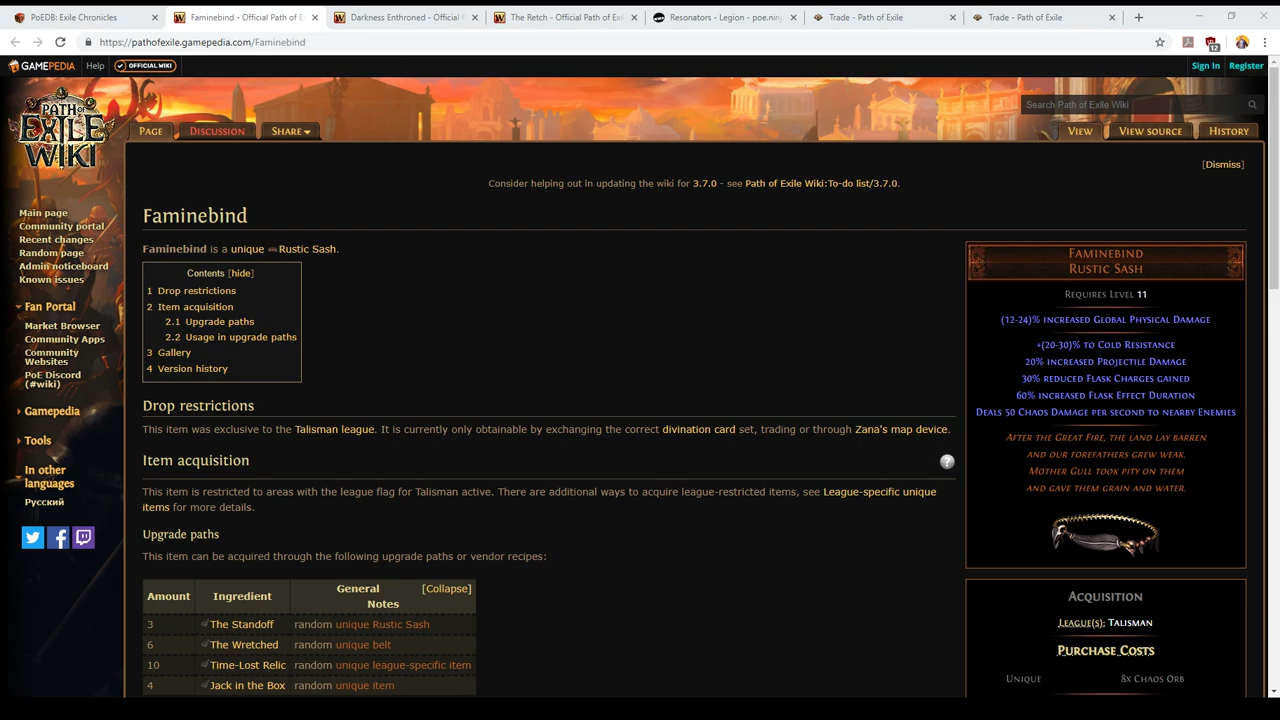 PoEDB: Exile Chronicles
Faminebind - Official Path of E
Darkness Enthroned - Official P
The Retch - Official Path of Exil
Resonators - Legion - poe.ninj
Trade - Path of Exile
Trade - Path of Exile
https://pathofexile.gamepedia.com/Faminebind
12
GAMEPEDIA
Help
OFFICIAL WIKI
Sign In
Register
PATH OF
EXILE
WIKI
Search Path of Exile Wiki
PAGE
DISCUSSION
SHARE
VIEW
VIEW SOURCE
HISTORY
[Dismiss]
Consider helping out in updating the wiki for 3.7.0 - see Path of Exile Wiki:To-do list/3.7.0.
Main page
Community portal
Recent changes
Random page
Admin noticeboard
Known issues
Fan Portal
Market Browser
Community Apps
Community
Websites
PoE Discord
(#wiki)
Gamepedia
Tools
In other
languages
Русский
Faminebind
Faminebind is a unique Rustic Sash.
Contents [hide]
1 Drop restrictions
2 Item acquisition
2.1 Upgrade paths
2.2 Usage in upgrade paths
3 Gallery
4 Version history
Drop restrictions
This item was exclusive to the Talisman league. It is currently only obtainable by exchanging the correct divination card set, trading or through Zana's map device.
Item acquisition
?
This item is restricted to areas with the league flag for Talisman active. There are additional ways to acquire league-restricted items, see League-specific unique
items for more details.
Upgrade paths
This item can be acquired through the following upgrade paths or vendor recipes:
Amount
Ingredient
General
Notes
[Collapse]
3 The Standoff random unique Rustic Sash
6 The Wretched random unique belt
10 Time-Lost Relic random unique league-specific item
4 Jack in the Box random unique item
FAMINEBIND
RUSTIC SASH
REQUIRES LEVEL 11
(12-24)% INCREASED GLOBAL PHYSICAL DAMAGE
+(20-30)% TO COLD RESISTANCE
20% INCREASED PROJECTILE DAMAGE
30% REDUCED FLASK CHARGES GAINED
60% INCREASED FLASK EFFECT DURATION
DEALS 50 CHAOS DAMAGE PER SECOND TO NEARBY ENEMIES
AFTER THE GREAT FIRE, THE LAND LAY BARREN
AND OUR FOREFATHERS GREW WEAK.
MOTHER GULL TOOK PITY ON THEM
AND GAVE THEM GRAIN AND WATER.
ACQUISITION
LEAGUE(S): TALISMAN
PURCHASE COSTS
UNIQUE 8X CHAOS ORB